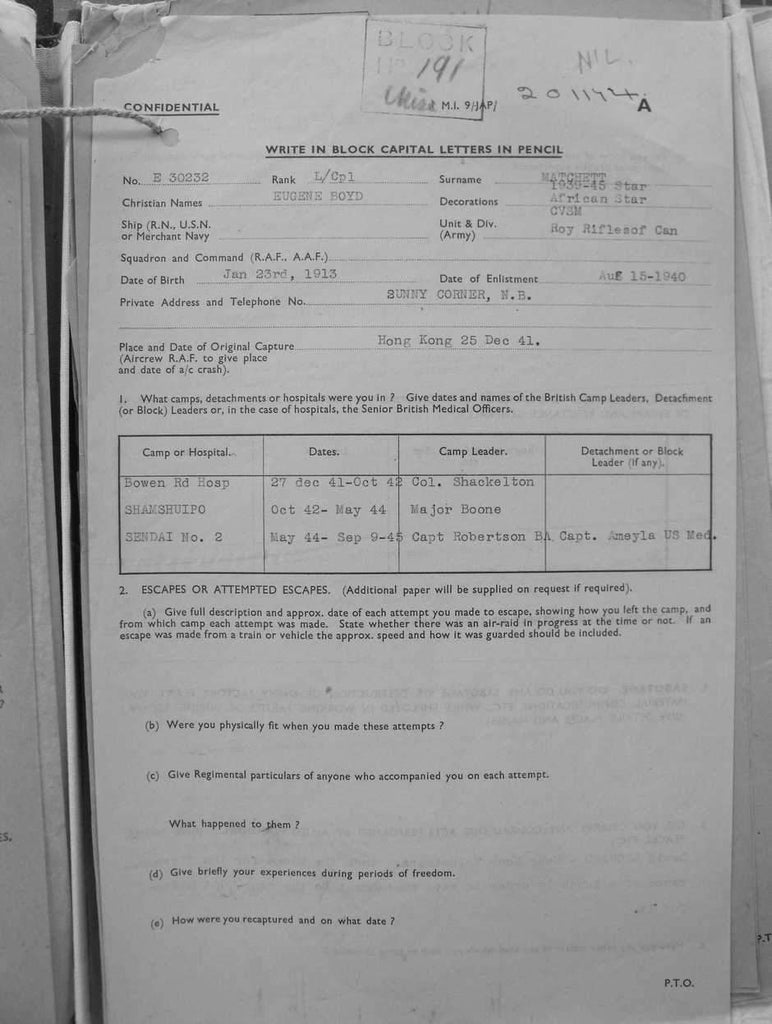 BLOCK
Nº 191
NIL.
CONFIDENTIAL
M.I. 9/JAP/
201174.
A
WRITE IN BLOCK CAPITAL LETTERS IN PENCIL
No. E 30232 Rank L/Cpl Surname MATCHETT
1939-45 Star
Christian Names EUGENE BOYD Decorations African Star
CVSM
Ship (R.N., U.S.N. Unit & Div.
or Merchant Navy (Army) Roy Riflesof Can
Squadron and Command (R.A.F., A.A.F.)
Date of Birth Jan 23rd, 1913 Date of Enlistment Aug 15-1940
Private Address and Telephone No. SUNNY CORNER, N.B.
Place and Date of Original Capture Hong Kong 25 Dec 41.
(Aircrew R.A.F. to give place
and date of a/c crash).
1. What camps, detachments or hospitals were you in ? Give dates and names of the British Camp Leaders, Detachment
(or Block) Leaders or, in the case of hospitals, the Senior British Medical Officers.
Camp or Hospital. Dates. Camp Leader. Detachment or Block
Leader (if any).
Bowen Rd Hosp 27 dec 41-Oct 42 Col. Shackelton
SHAMSHUIPO Oct 42- May 44 Major Boone
SENDAI No. 2 May 44- Sep 9-45 Capt Robertson BA Capt. Ameyla US Med.
2. ESCAPES OR ATTEMPTED ESCAPES. (Additional paper will be supplied on request if required).
(a) Give full description and approx. date of each attempt you made to escape, showing how you left the camp, and
from which camp each attempt was made. State whether there was an air-raid in progress at the time or not. If an
escape was made from a train or vehicle the approx. speed and how it was guarded should be included.
(b) Were you physically fit when you made these attempts ?
(c) Give Regimental particulars of anyone who accompanied you on each attempt.
What happened to them ?
(d) Give briefly your experiences during periods of freedom.
(e) How were you recaptured and on what date ?
P.T.O.